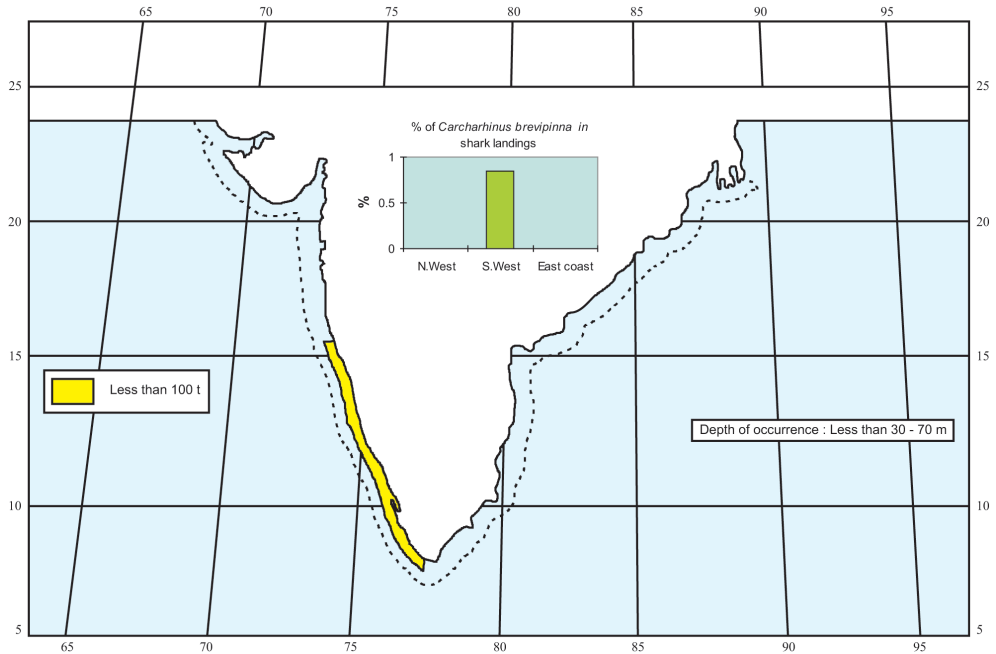 65 70 75 80 85 90 95
25 25
% of Carcharhinus brevipinna in
shark landings
1
%
0.5
0
N.West S.West East coast
20 20
15 15
Less than 100 t
Depth of occurrence : Less than 30 - 70 m
10 10
5 5
65 70 75 80 85 90 95